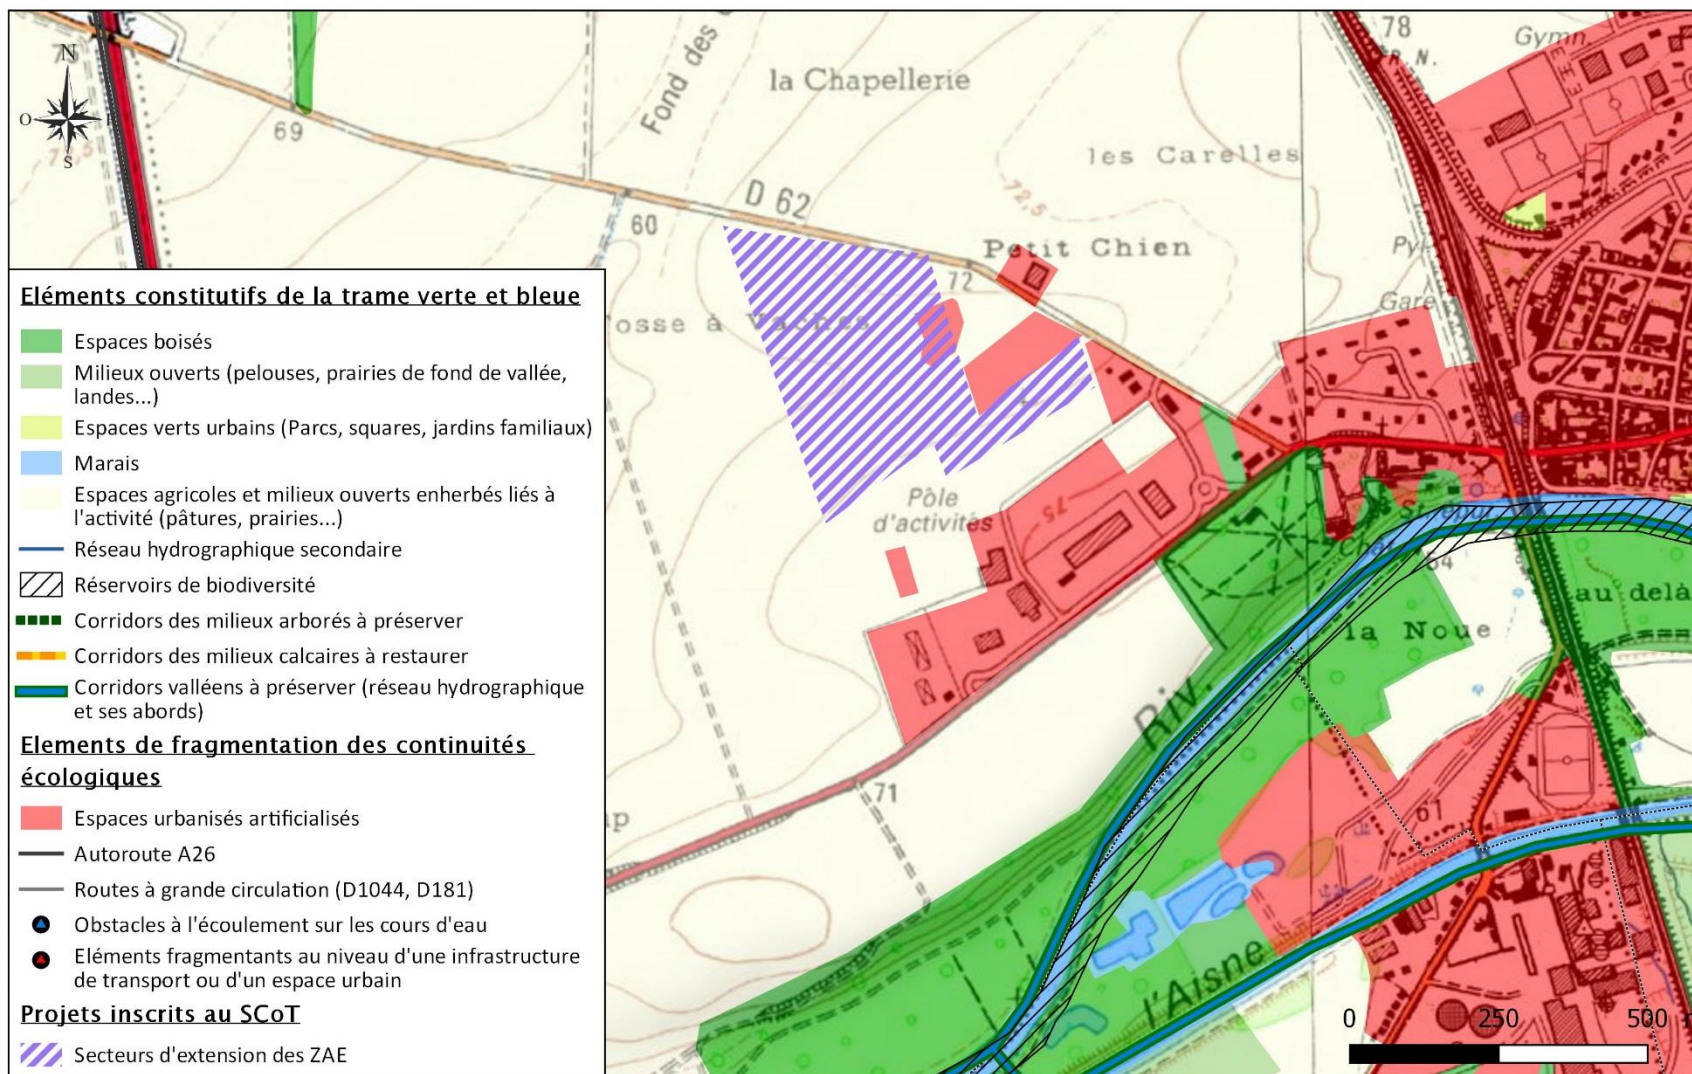 78
Gymn.
N
O
S
69
72,5
Fond des
la Chapellerie
les Carelles
D 62
60
72,5
Petit Chien
72
Gare
Eléments constitutifs de la trame verte et bleue
Espaces boisés
Milieux ouverts (pelouses, prairies de fond de vallée,
landes...)
Espaces verts urbains (Parcs, squares, jardins familiaux)
Marais
Espaces agricoles et milieux ouverts enherbés liés à
l'activité (pâtures, prairies...)
Réseau hydrographique secondaire
Réservoirs de biodiversité
Corridors des milieux arborés à préserver
Corridors des milieux calcaires à restaurer
Corridors valléens à préserver (réseau hydrographique
et ses abords)
Elements de fragmentation des continuités
écologiques
Espaces urbanisés artificialisés
Autoroute A26
Routes à grande circulation (D1044, D181)
Obstacles à l'écoulement sur les cours d'eau
Eléments fragmentants au niveau d'une infrastructure
de transport ou d'un espace urbain
Projets inscrits au SCoT
Secteurs d'extension des ZAE
osse à Vaches
Pôle
d'activités
75
71
64
au delà
la Noue
Riv.
61
l'Aisne
0 250 500